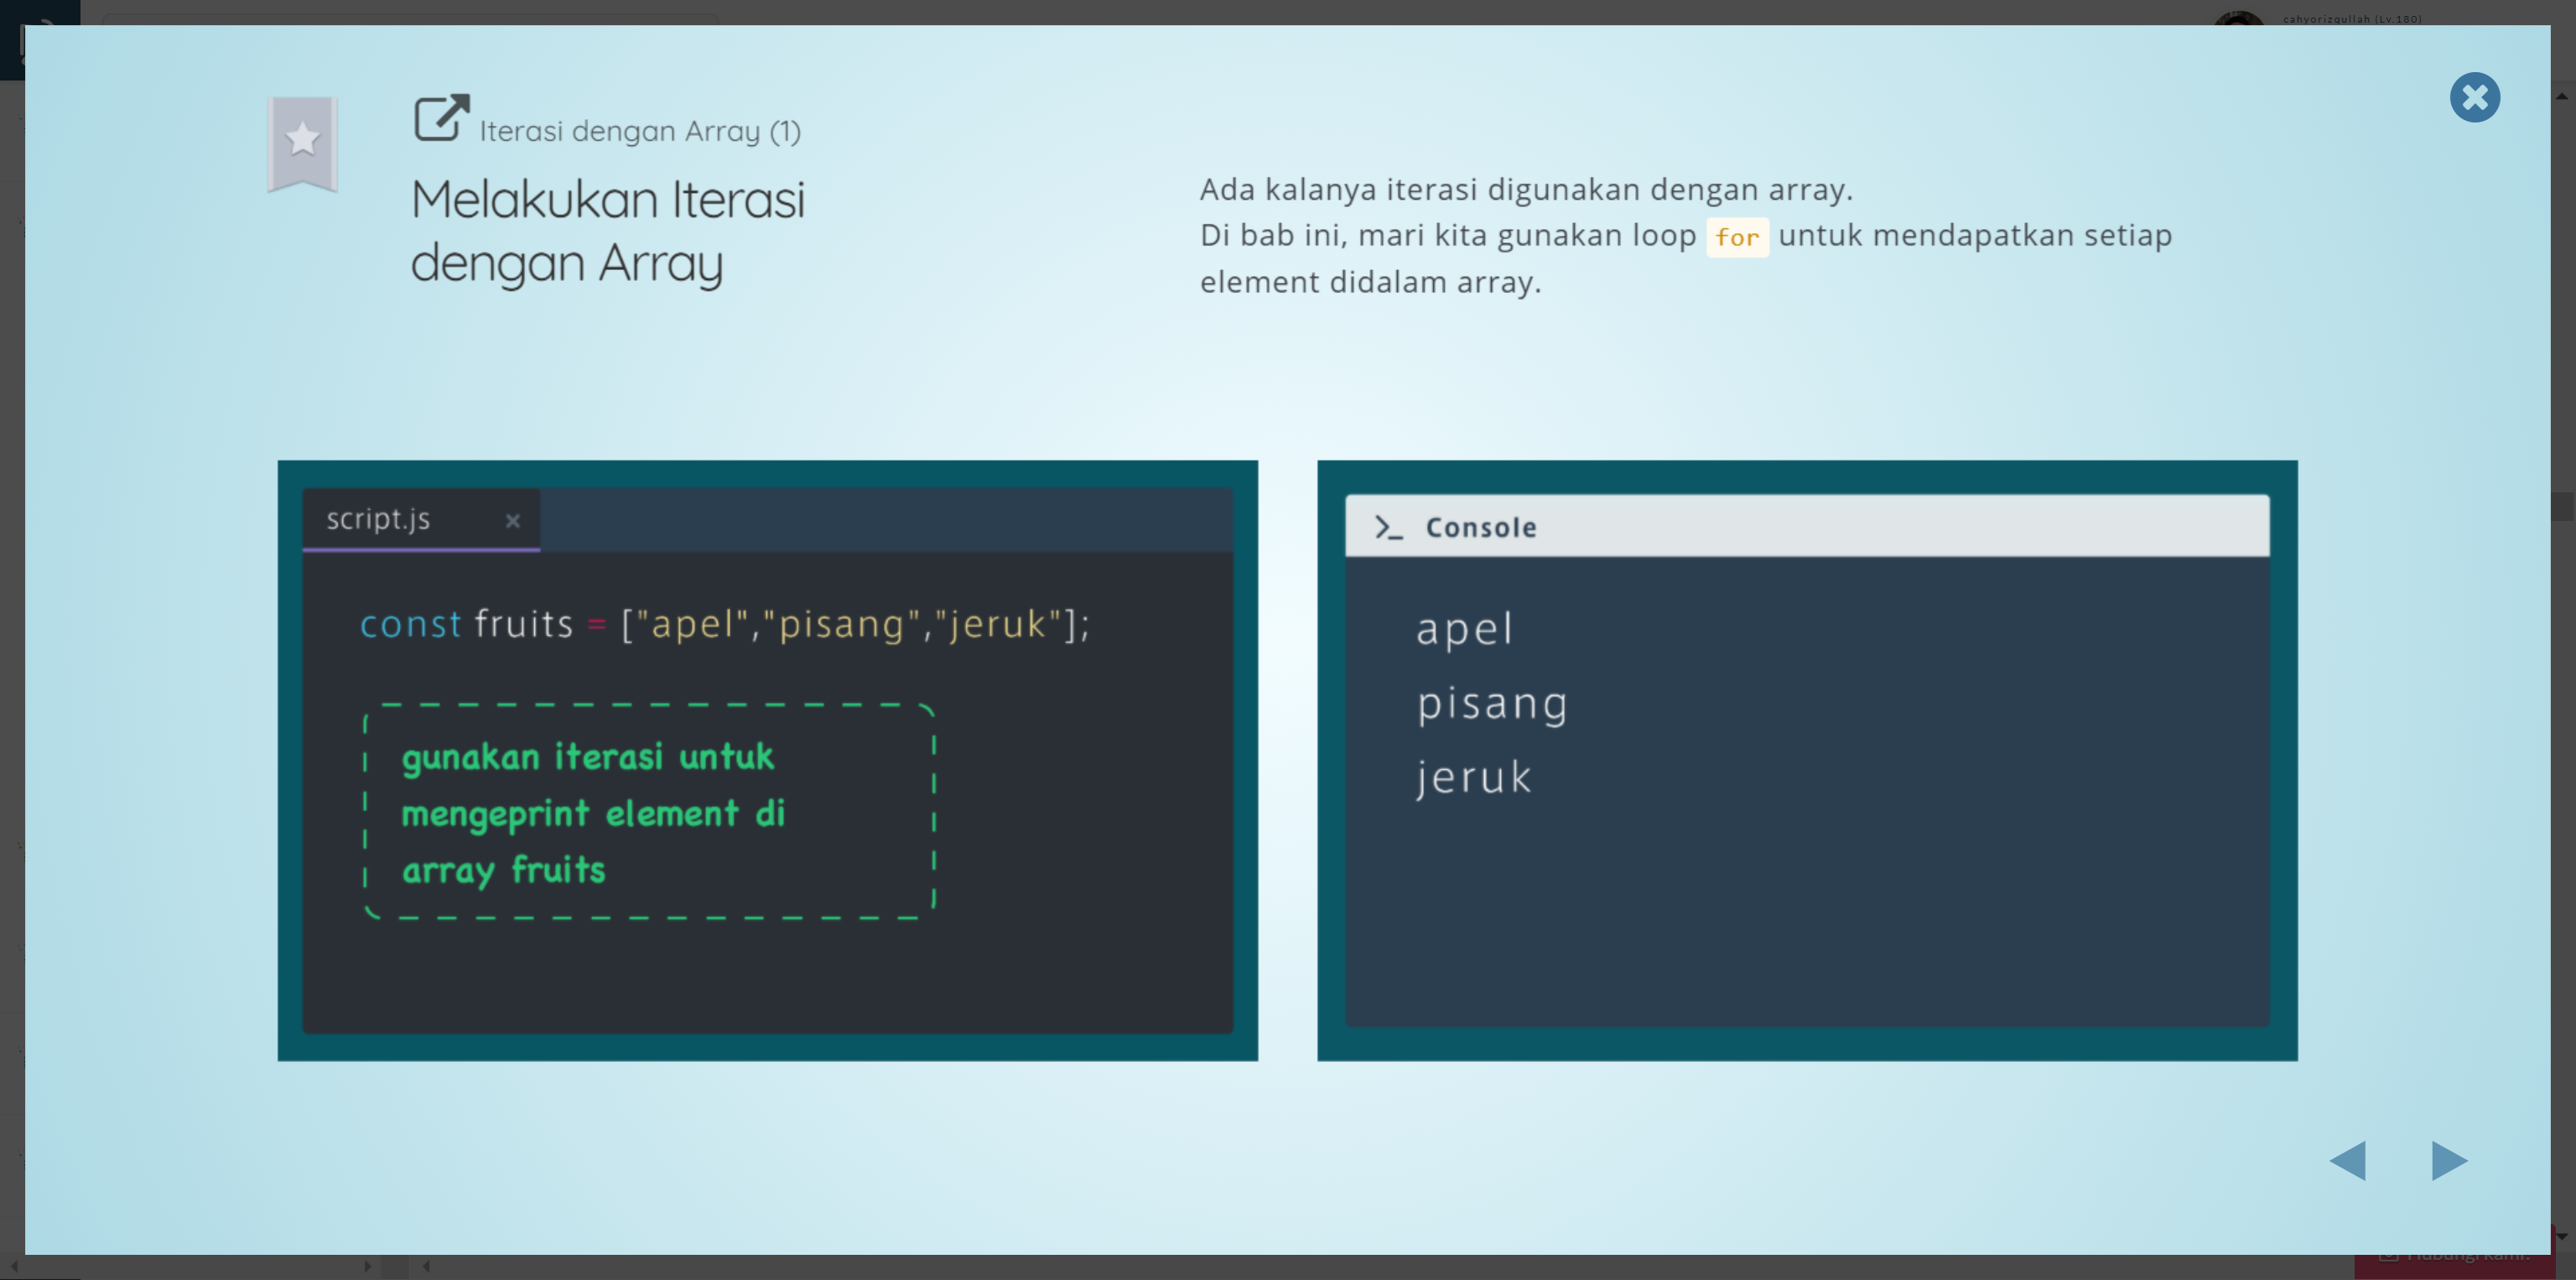 cahyorizqullah (Lv.180)
Iterasi dengan Array (1)
Melakukan Iterasi
dengan Array
Ada kalanya iterasi digunakan dengan array.
Di bab ini, mari kita gunakan loop for untuk mendapatkan setiap
element didalam array.
script.js
const fruits = ["apel","pisang","jeruk"];
gunakan iterasi untuk
mengeprint element di
array fruits
>_ Console
apel
pisang
jeruk
Hubungi kami.